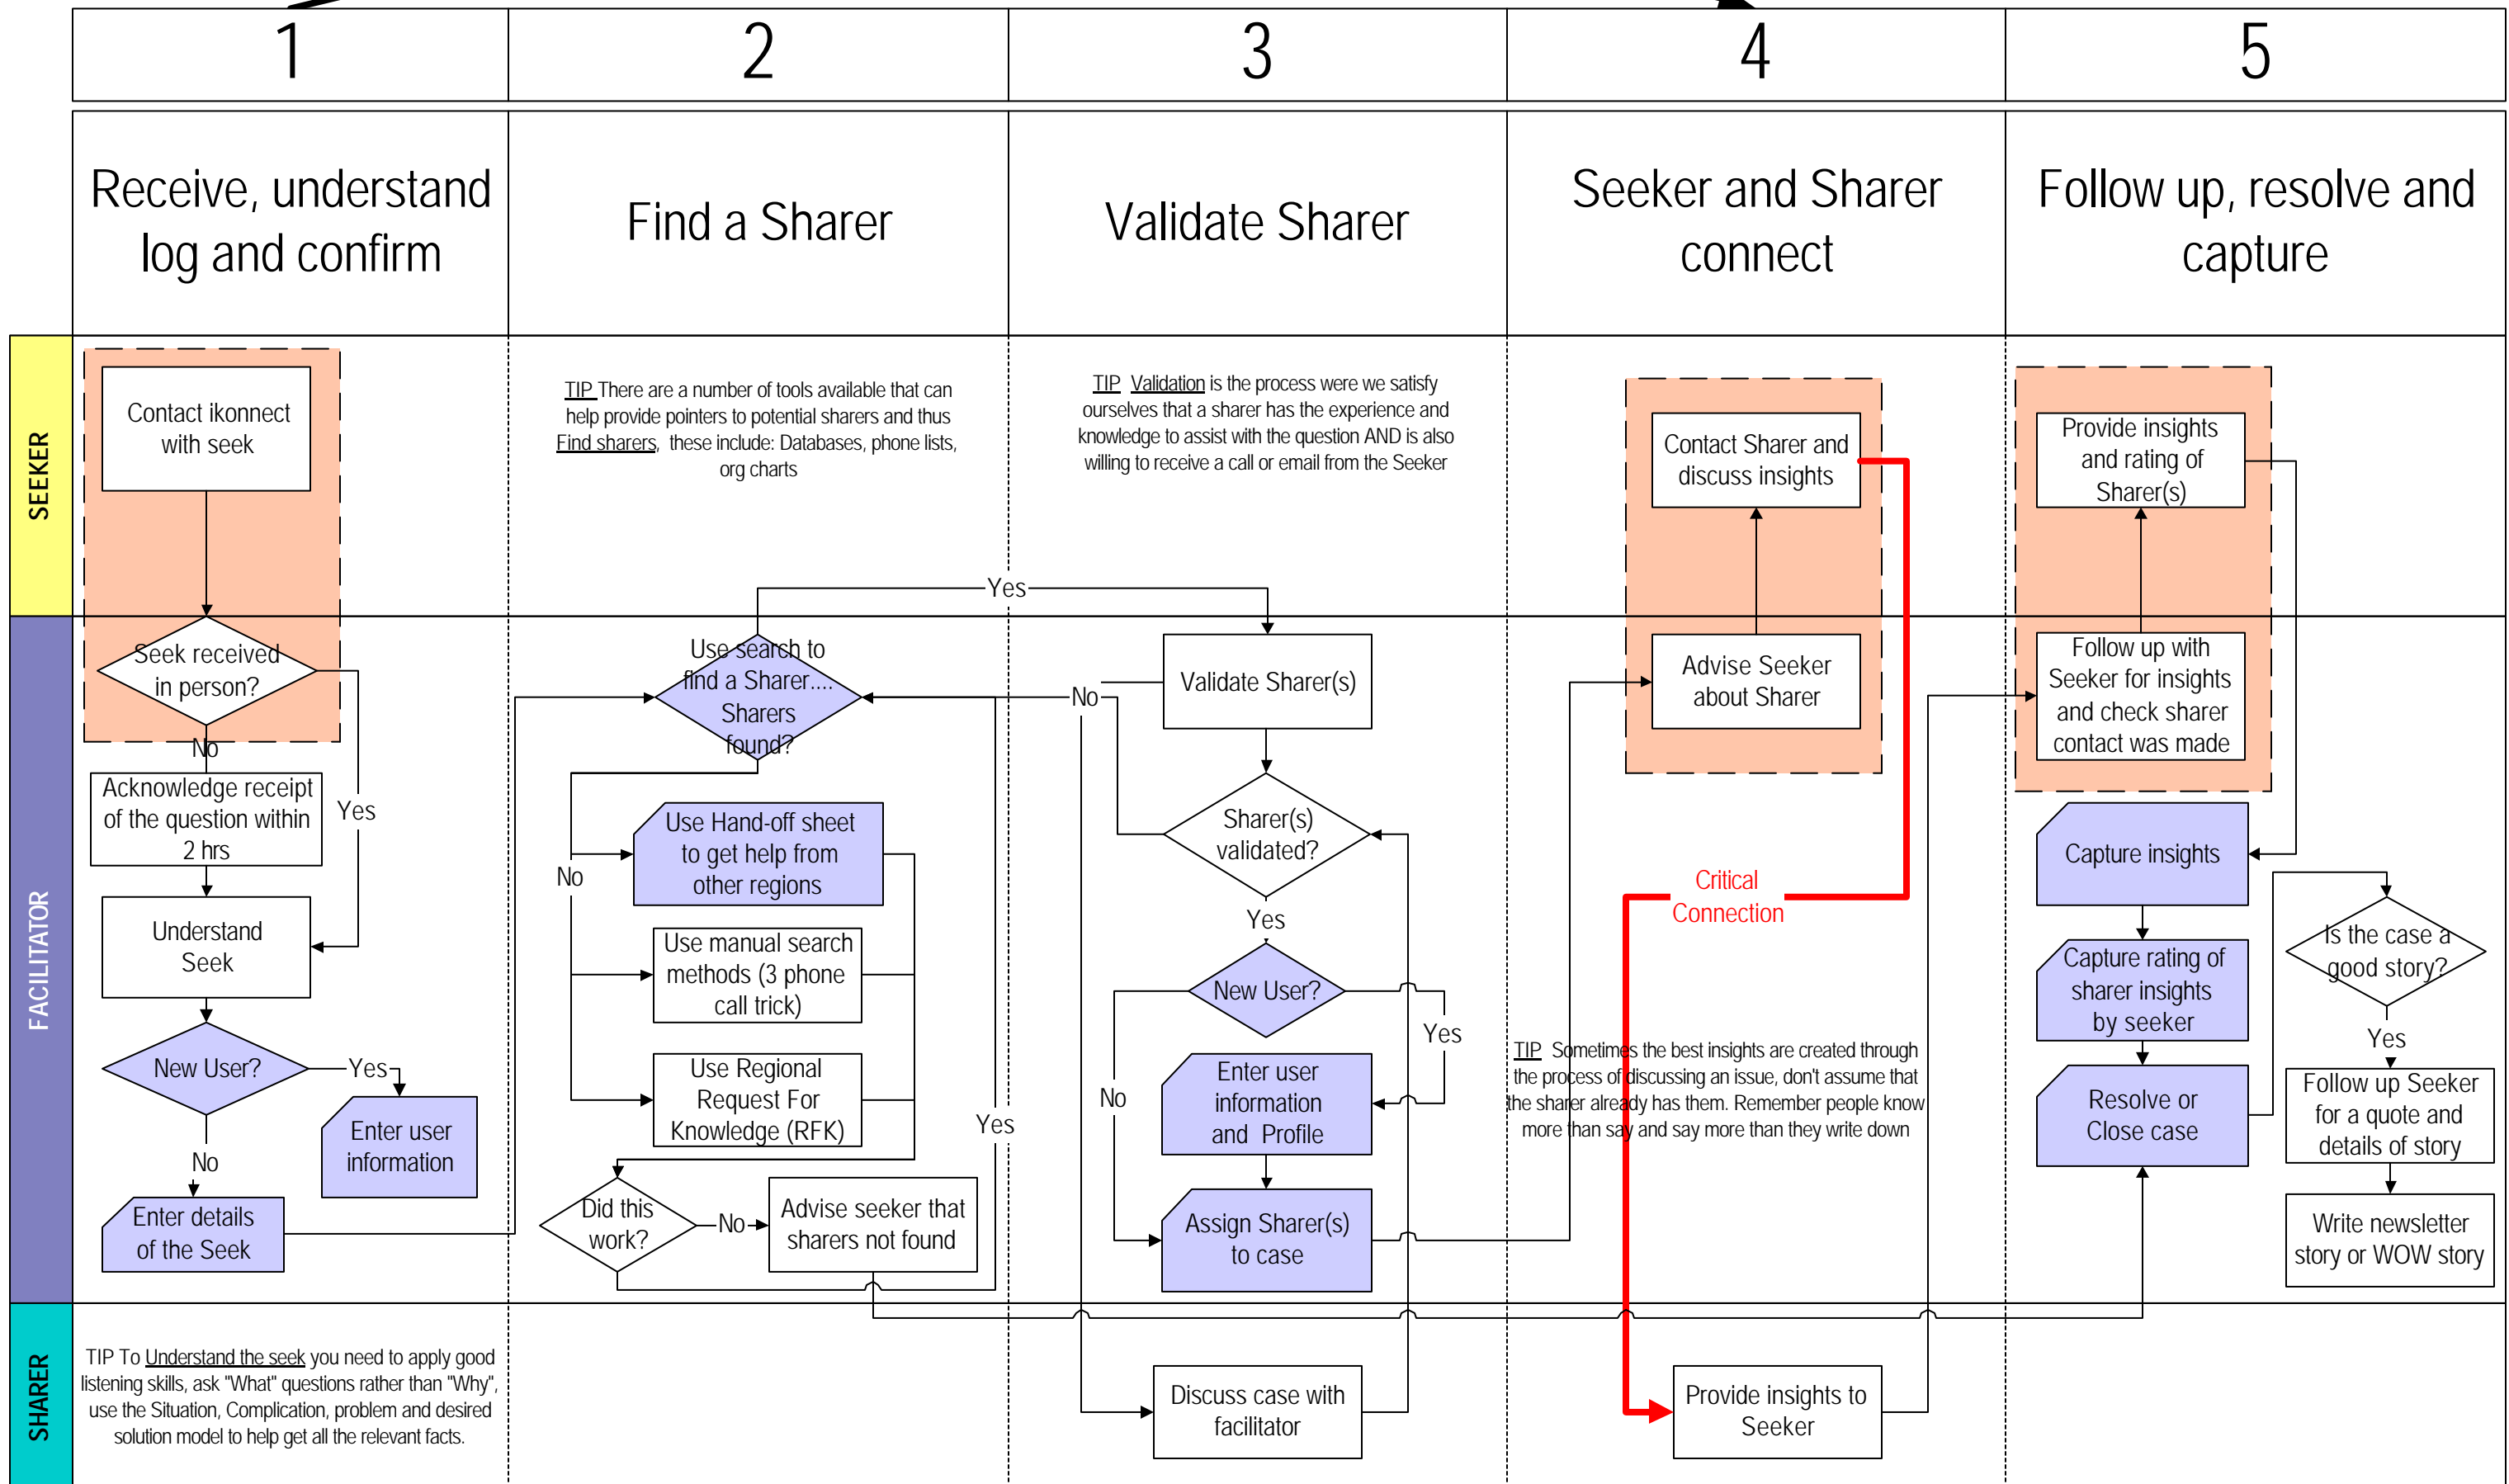 1
2
3
4
5
Receive, understand
log and confirm
Find a Sharer
Validate Sharer
Seeker and Sharer
connect
Follow up, resolve and
capture
SEEKER
Contact ikonnect
with seek
TIP There are a number of tools available that can
help provide pointers to potential sharers and thus
Find sharers, these include: Databases, phone lists,
org charts
TIP Validation is the process were we satisfy
ourselves that a sharer has the experience and
knowledge to assist with the question AND is also
willing to receive a call or email from the Seeker
Contact Sharer and
discuss insights
Provide insights
and rating of
Sharer(s)
Yes
FACILITATOR
Seek received
in person?
No
Yes
Acknowledge receipt
of the question within
2 hrs
Understand
Seek
New User?
Yes
Enter user
information
No
Enter details
of the Seek
Use search to
find a Sharer....
Sharers
found?
No
Use Hand-off sheet
to get help from
other regions
Use manual search
methods (3 phone
call trick)
Use Regional
Request For
Knowledge (RFK)
Yes
Did this
work?
No
Advise seeker that
sharers not found
Validate Sharer(s)
No
Sharer(s)
validated?
Yes
New User?
Yes
No
Enter user
information
and Profile
Assign Sharer(s)
to case
Advise Seeker
about Sharer
Critical
Connection
TIP Sometimes the best insights are created through
the process of discussing an issue, don't assume that
the sharer already has them. Remember people know
more than say and say more than they write down
Follow up with
Seeker for insights
and check sharer
contact was made
Capture insights
Capture rating of
sharer insights
by seeker
Resolve or
Close case
Is the case a
good story?
Yes
Follow up Seeker
for a quote and
details of story
Write newsletter
story or WOW story
SHARER
TIP To Understand the seek you need to apply good
listening skills, ask "What" questions rather than "Why",
use the Situation, Complication, problem and desired
solution model to help get all the relevant facts.
Discuss case with
facilitator
Provide insights to
Seeker